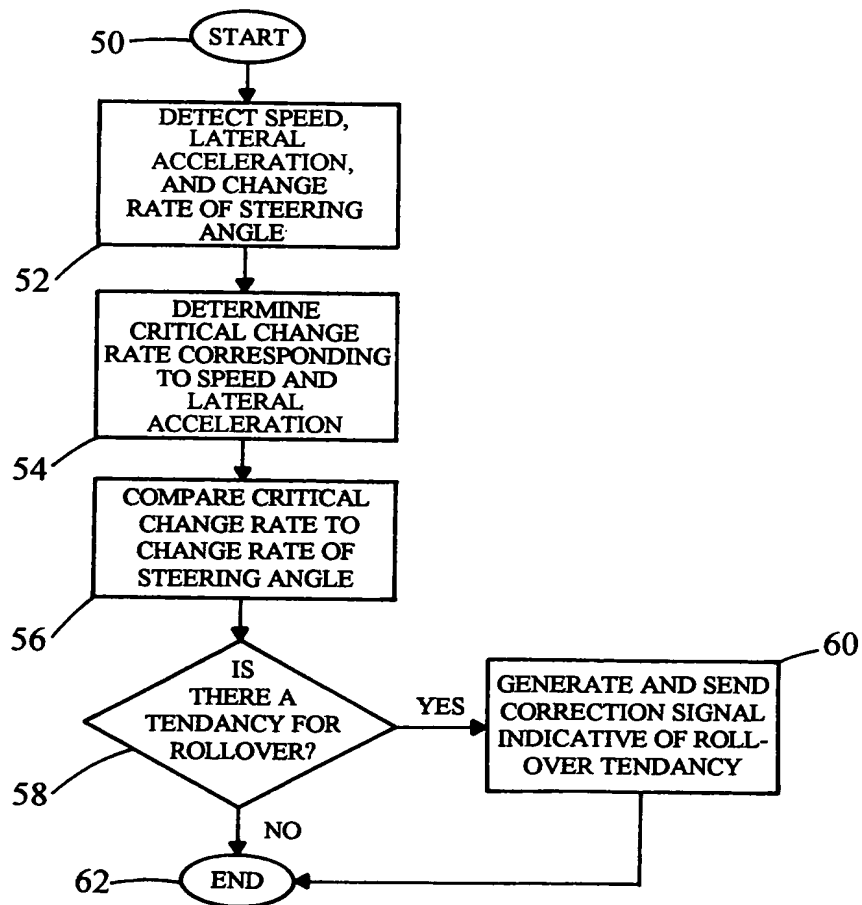 50
START
DETECT SPEED,
LATERAL
ACCELERATION,
AND CHANGE
RATE OF STEERING
ANGLE
52
DETERMINE
CRITICAL CHANGE
RATE CORRESPONDING
TO SPEED AND
LATERAL
ACCELERATION
54
COMPARE CRITICAL
CHANGE RATE TO
CHANGE RATE OF
STEERING ANGLE
56
IS
THERE A
TENDANCY FOR
ROLLOVER?
58
YES
60
GENERATE AND SEND
CORRECTION SIGNAL
INDICATIVE OF ROLL-
OVER TENDANCY
NO
62
END